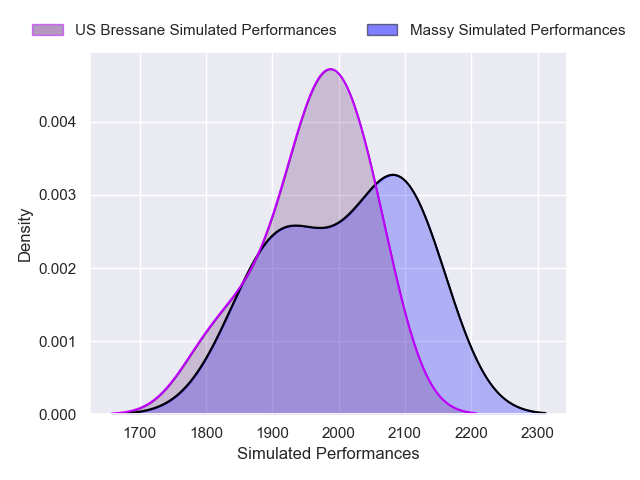 US Bressane Simulated Performances
Massy Simulated Performances
0.004
0.003
0.002
0.001
0.000
Density
1700 1800 1900 2000 2100 2200 2300
Simulated Performances